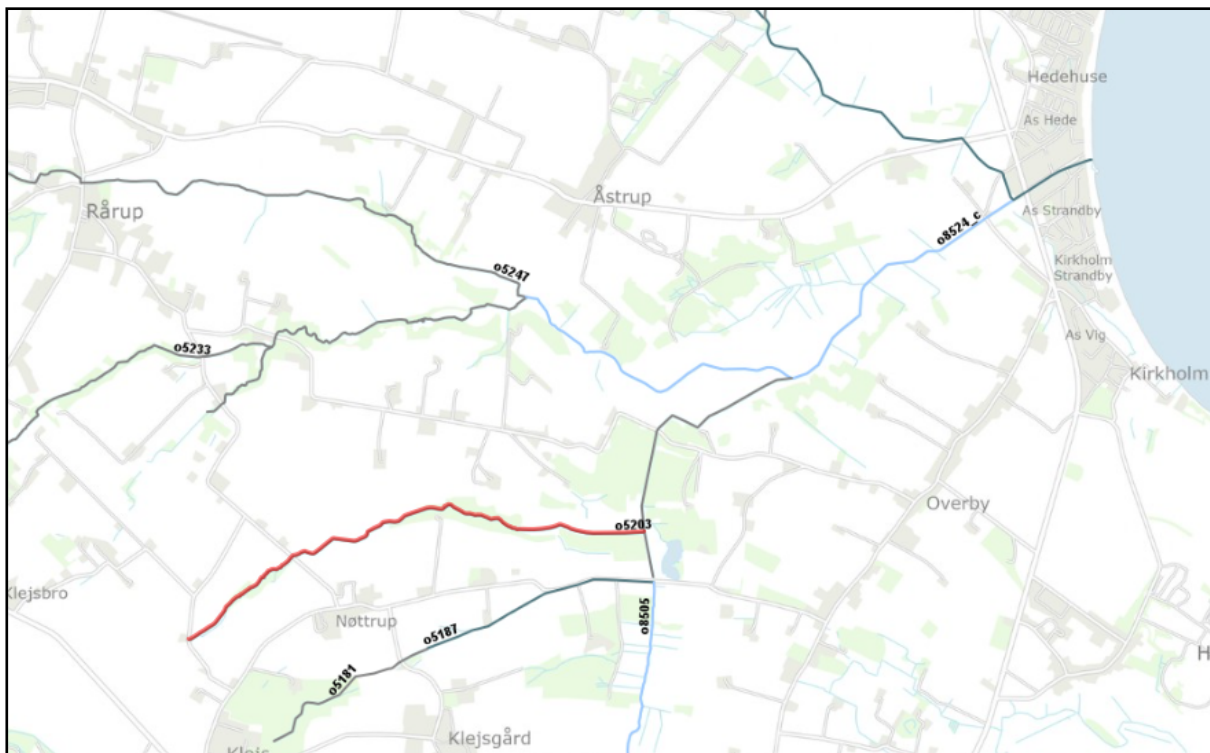 Hedehuse
As Hede
Åstrup
Rårup
As Strandby
o8524_c
Kirkholm
Strandby
o5247
As Vig
o5233
Kirkholm
Overby
o5203
Klejsbro
Nøttrup
o8505
o5187
H
o5181
Klejs
Klejsgård